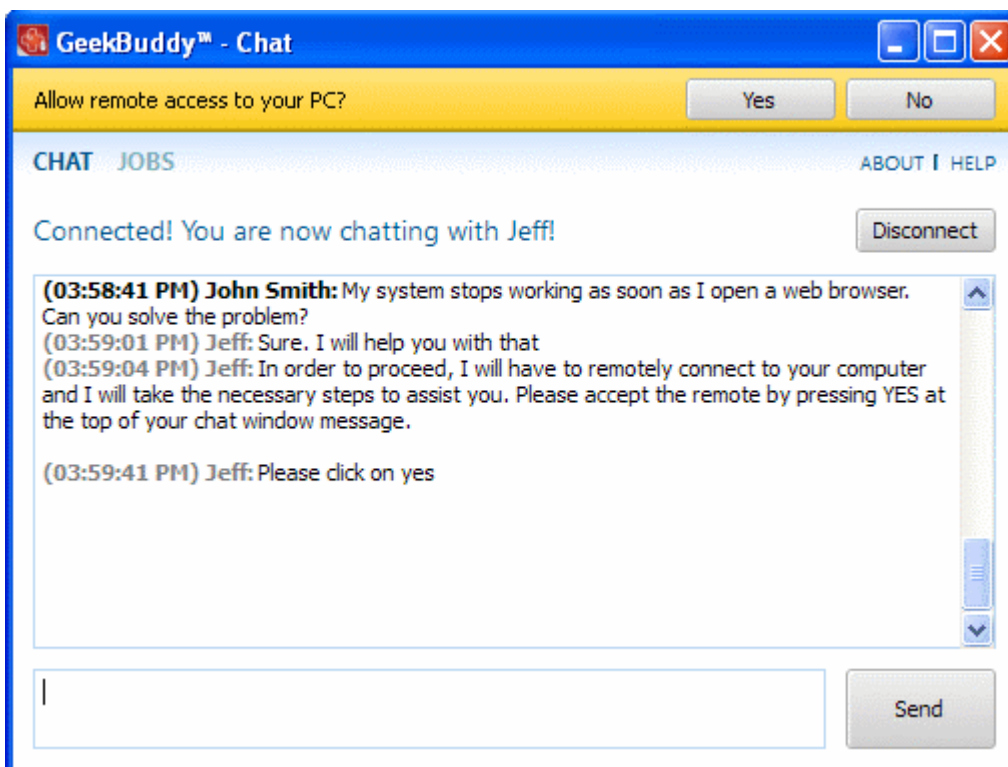 GeekBuddy™ - Chat
Allow remote access to your PC?
Yes
No
CHAT JOBS
ABOUT | HELP
Connected! You are now chatting with Jeff!
Disconnect
(03:58:41 PM) John Smith: My system stops working as soon as I open a web browser.
Can you solve the problem?
(03:59:01 PM) Jeff: Sure. I will help you with that
(03:59:04 PM) Jeff: In order to proceed, I will have to remotely connect to your computer
and I will take the necessary steps to assist you. Please accept the remote by pressing YES at
the top of your chat window message.
(03:59:41 PM) Jeff: Please click on yes
Send